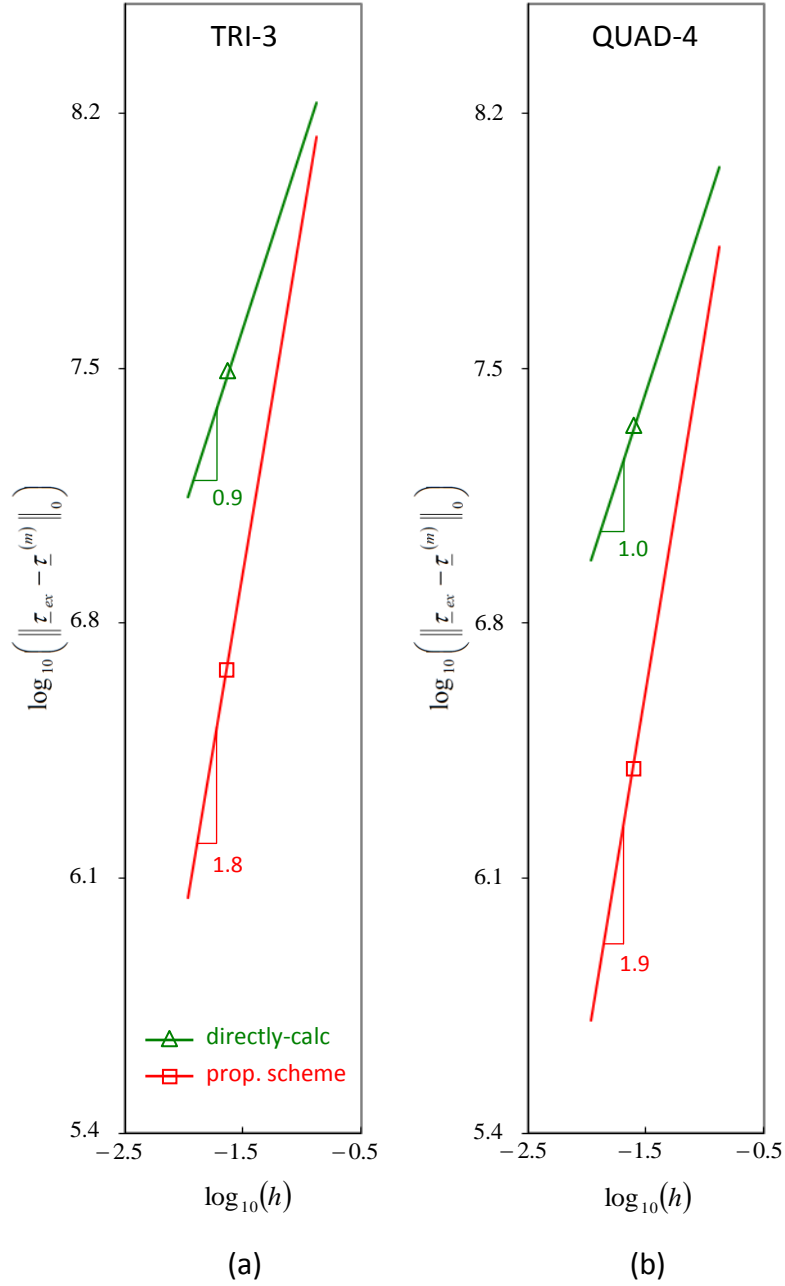 TRI-3
8.2
7.5
6.8
6.1
5.4
−2.5
−1.5
−0.5
0.9
1.8
directly-calc
prop. scheme
log₁₀(‖τ̲_ex − τ̲^(m)‖₀)
log₁₀(h)
(a)
QUAD-4
8.2
7.5
6.8
6.1
5.4
−2.5
−1.5
−0.5
1.0
1.9
log₁₀(‖τ̲_ex − τ̲^(m)‖₀)
log₁₀(h)
(b)